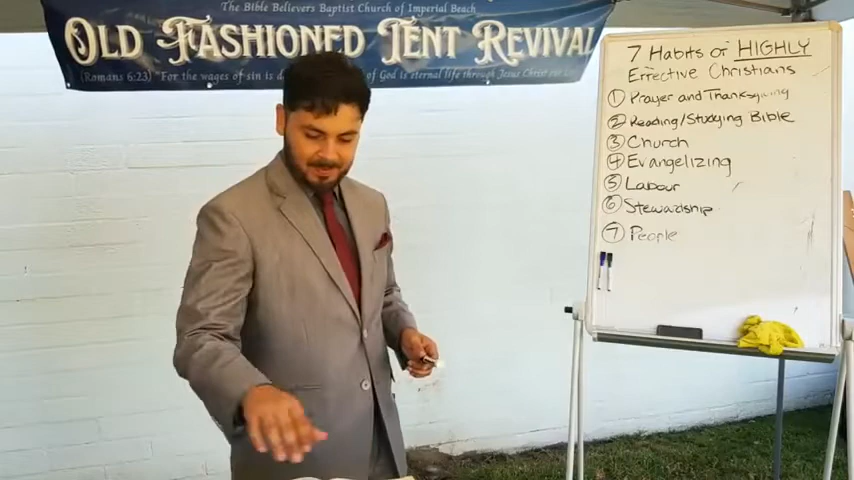 The Bible Believers Baptist Church of Imperial Beach
Old Fashioned Tent Revival
(Romans 6:23) For the wages of sin is d
of God is eternal life through Jesus Chri
7 Habits of HIGHLY
Effective Christians
1 Prayer and Thanksgiving
2 Reading/Studying Bible
3 Church
4 Evangelizing
5 Labour
6 Stewardship
7 People